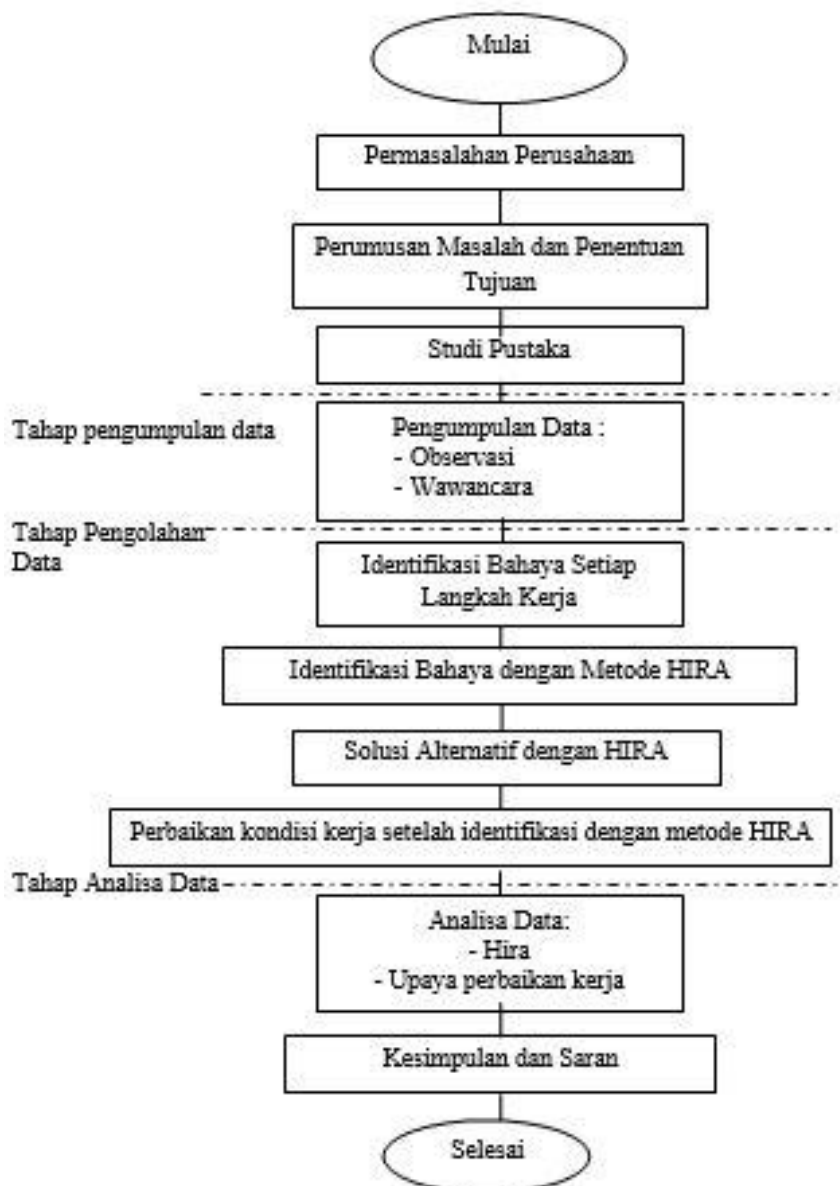 Mulai
Permasalahan Perusahaan
Perumusan Masalah dan Penentuan
Tujuan
Studi Pustaka
Tahap pengumpulan data
Pengumpulan Data :
- Observasi
- Wawancara
Tahap Pengolahan
Data
Identifikasi Bahaya Setiap
Langkah Kerja
Identifikasi Bahaya dengan Metode HIRA
Solusi Alternatif dengan HIRA
Perbaikan kondisi kerja setelah identifikasi dengan metode HIRA
Tahap Analisa Data
Analisa Data:
- Hira
- Upaya perbaikan kerja
Kesimpulan dan Saran
Selesai